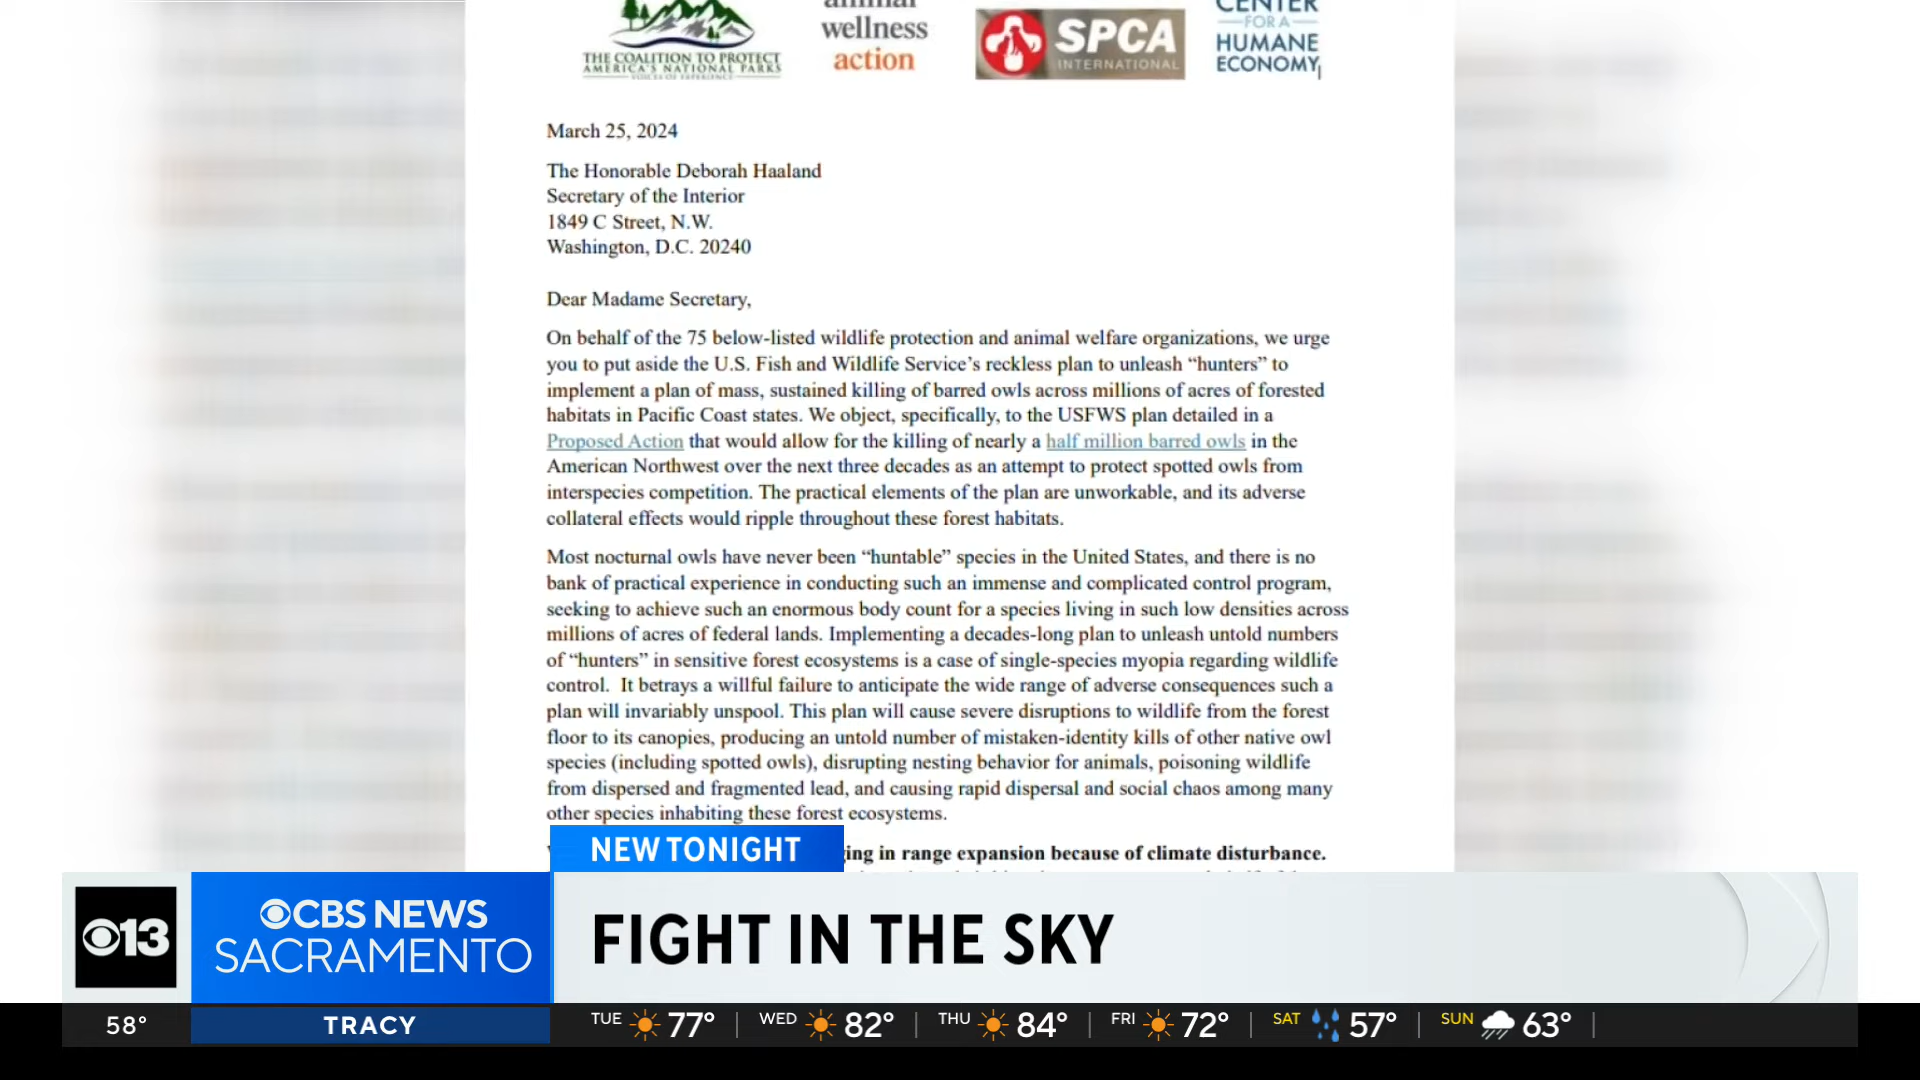 CENTER
FOR A
HUMANE
ECONOMY
THE COALITION TO PROTECT
AMERICA'S NATIONAL PARKS
VOICES OF EXPERIENCE
animal
wellness
action
SPCA
INTERNATIONAL
March 25, 2024
The Honorable Deborah Haaland
Secretary of the Interior
1849 C Street, N.W.
Washington, D.C. 20240
Dear Madame Secretary,
On behalf of the 75 below-listed wildlife protection and animal welfare organizations, we urge
you to put aside the U.S. Fish and Wildlife Service’s reckless plan to unleash “hunters” to
implement a plan of mass, sustained killing of barred owls across millions of acres of forested
habitats in Pacific Coast states. We object, specifically, to the USFWS plan detailed in a
Proposed Action that would allow for the killing of nearly a half million barred owls in the
American Northwest over the next three decades as an attempt to protect spotted owls from
interspecies competition. The practical elements of the plan are unworkable, and its adverse
collateral effects would ripple throughout these forest habitats.
Most nocturnal owls have never been “huntable” species in the United States, and there is no
bank of practical experience in conducting such an immense and complicated control program,
seeking to achieve such an enormous body count for a species living in such low densities across
millions of acres of federal lands. Implementing a decades-long plan to unleash untold numbers
of “hunters” in sensitive forest ecosystems is a case of single-species myopia regarding wildlife
control. It betrays a willful failure to anticipate the wide range of adverse consequences such a
plan will invariably unspool. This plan will cause severe disruptions to wildlife from the forest
floor to its canopies, producing an untold number of mistaken-identity kills of other native owl
species (including spotted owls), disrupting nesting behavior for animals, poisoning wildlife
from dispersed and fragmented lead, and causing rapid dispersal and social chaos among many
other species inhabiting these forest ecosystems.
ging in range expansion because of climate disturbance.
NEW TONIGHT
13
CBS NEWS
SACRAMENTO
FIGHT IN THE SKY
58° TRACY TUE 77° WED 82° THU 84° FRI 72° SAT 57° SUN 63°